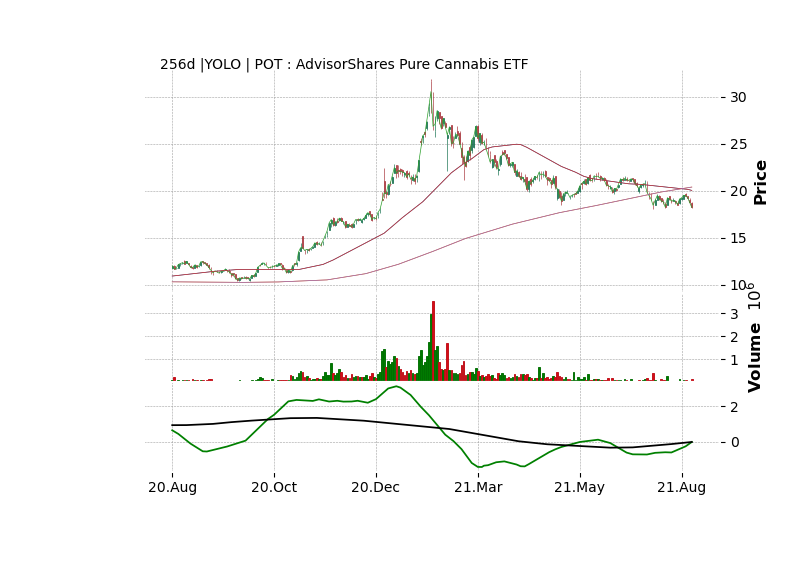 256d |YOLO | POT : AdvisorShares Pure Cannabis ETF
30
25
20
15
10
Price
3
2
1
Volume 10^6
2
0
20.Aug 20.Oct 20.Dec 21.Mar 21.May 21.Aug